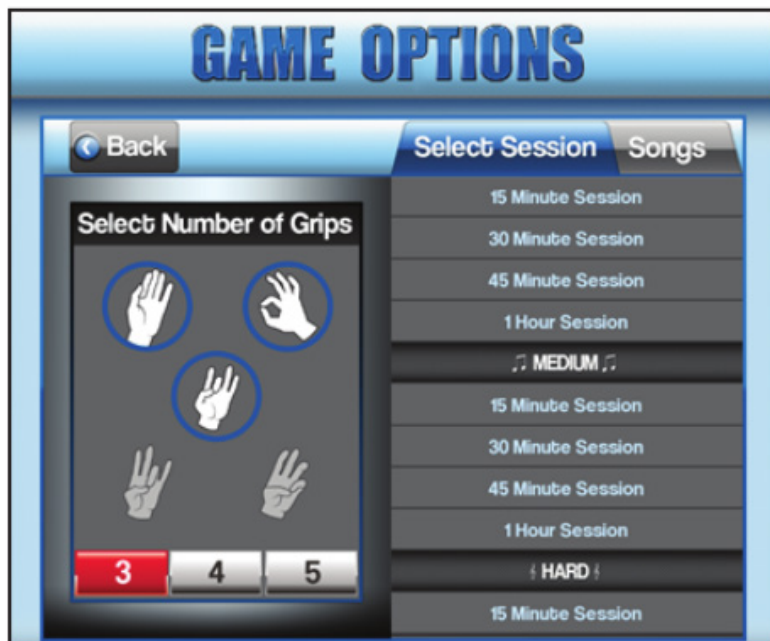 GAME OPTIONS
Back
Select Session
Songs
Select Number of Grips
3
4
5
15 Minute Session
30 Minute Session
45 Minute Session
1 Hour Session
♫ MEDIUM ♫
15 Minute Session
30 Minute Session
45 Minute Session
1 Hour Session
HARD
15 Minute Session